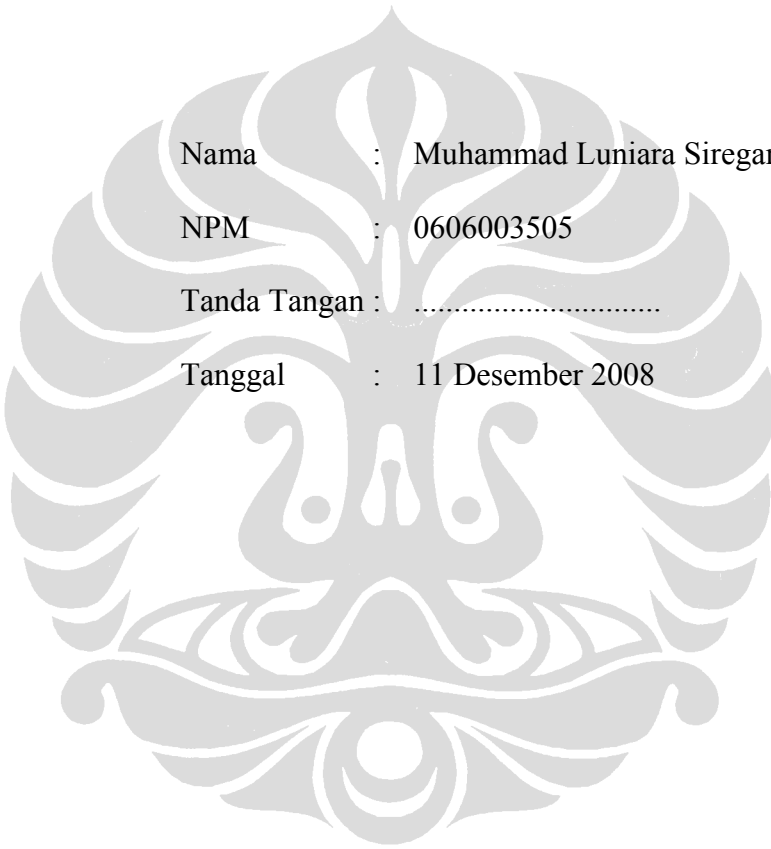 Nama : Muhammad Luniara Siregar
NPM : 0606003505
Tanda Tangan : ...............................
Tanggal : 11 Desember 2008